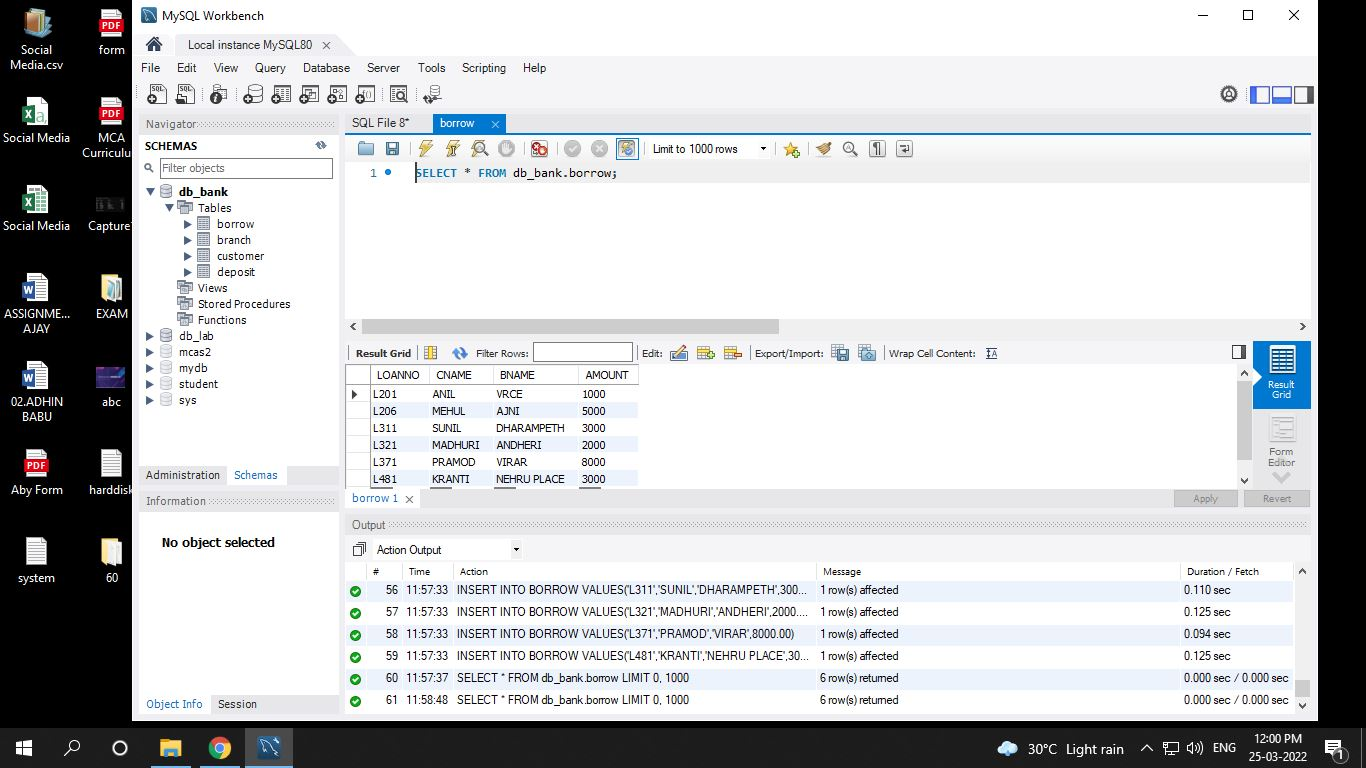 Social
Media.csv
form
Social Media
MCA
Curriculu
Social Media
Capture
ASSIGNME...
AJAY
EXAM
02.ADHIN
BABU
abc
Aby Form
harddisk
system
60
MySQL Workbench
Local instance MySQL80
File Edit View Query Database Server Tools Scripting Help
Navigator
SCHEMAS
Filter objects
db_bank
Tables
borrow
branch
customer
deposit
Views
Stored Procedures
Functions
db_lab
mcas2
mydb
student
sys
Administration Schemas
Information
No object selected
Object Info Session
SQL File 8* borrow
Limit to 1000 rows
1 SELECT * FROM db_bank.borrow;
Result Grid Filter Rows: Edit: Export/Import: Wrap Cell Content:
LOANNO CNAME BNAME AMOUNT
L201 ANIL VRCE 1000
L206 MEHUL AJNI 5000
L311 SUNIL DHARAMPETH 3000
L321 MADHURI ANDHERI 2000
L371 PRAMOD VIRAR 8000
L481 KRANTI NEHRU PLACE 3000
Result
Grid
Form
Editor
borrow 1 Apply Revert
Output
Action Output
# Time Action Message Duration / Fetch
56 11:57:33 INSERT INTO BORROW VALUES('L311','SUNIL','DHARAMPETH',300... 1 row(s) affected 0.110 sec
57 11:57:33 INSERT INTO BORROW VALUES('L321','MADHURI','ANDHERI',2000.... 1 row(s) affected 0.125 sec
58 11:57:33 INSERT INTO BORROW VALUES('L371','PRAMOD','VIRAR',8000.00) 1 row(s) affected 0.094 sec
59 11:57:33 INSERT INTO BORROW VALUES('L481','KRANTI','NEHRU PLACE',30... 1 row(s) affected 0.125 sec
60 11:57:37 SELECT * FROM db_bank.borrow LIMIT 0, 1000 6 row(s) returned 0.000 sec / 0.000 sec
61 11:58:48 SELECT * FROM db_bank.borrow LIMIT 0, 1000 6 row(s) returned 0.000 sec / 0.000 sec
30°C Light rain ENG 12:00 PM
25-03-2022
1